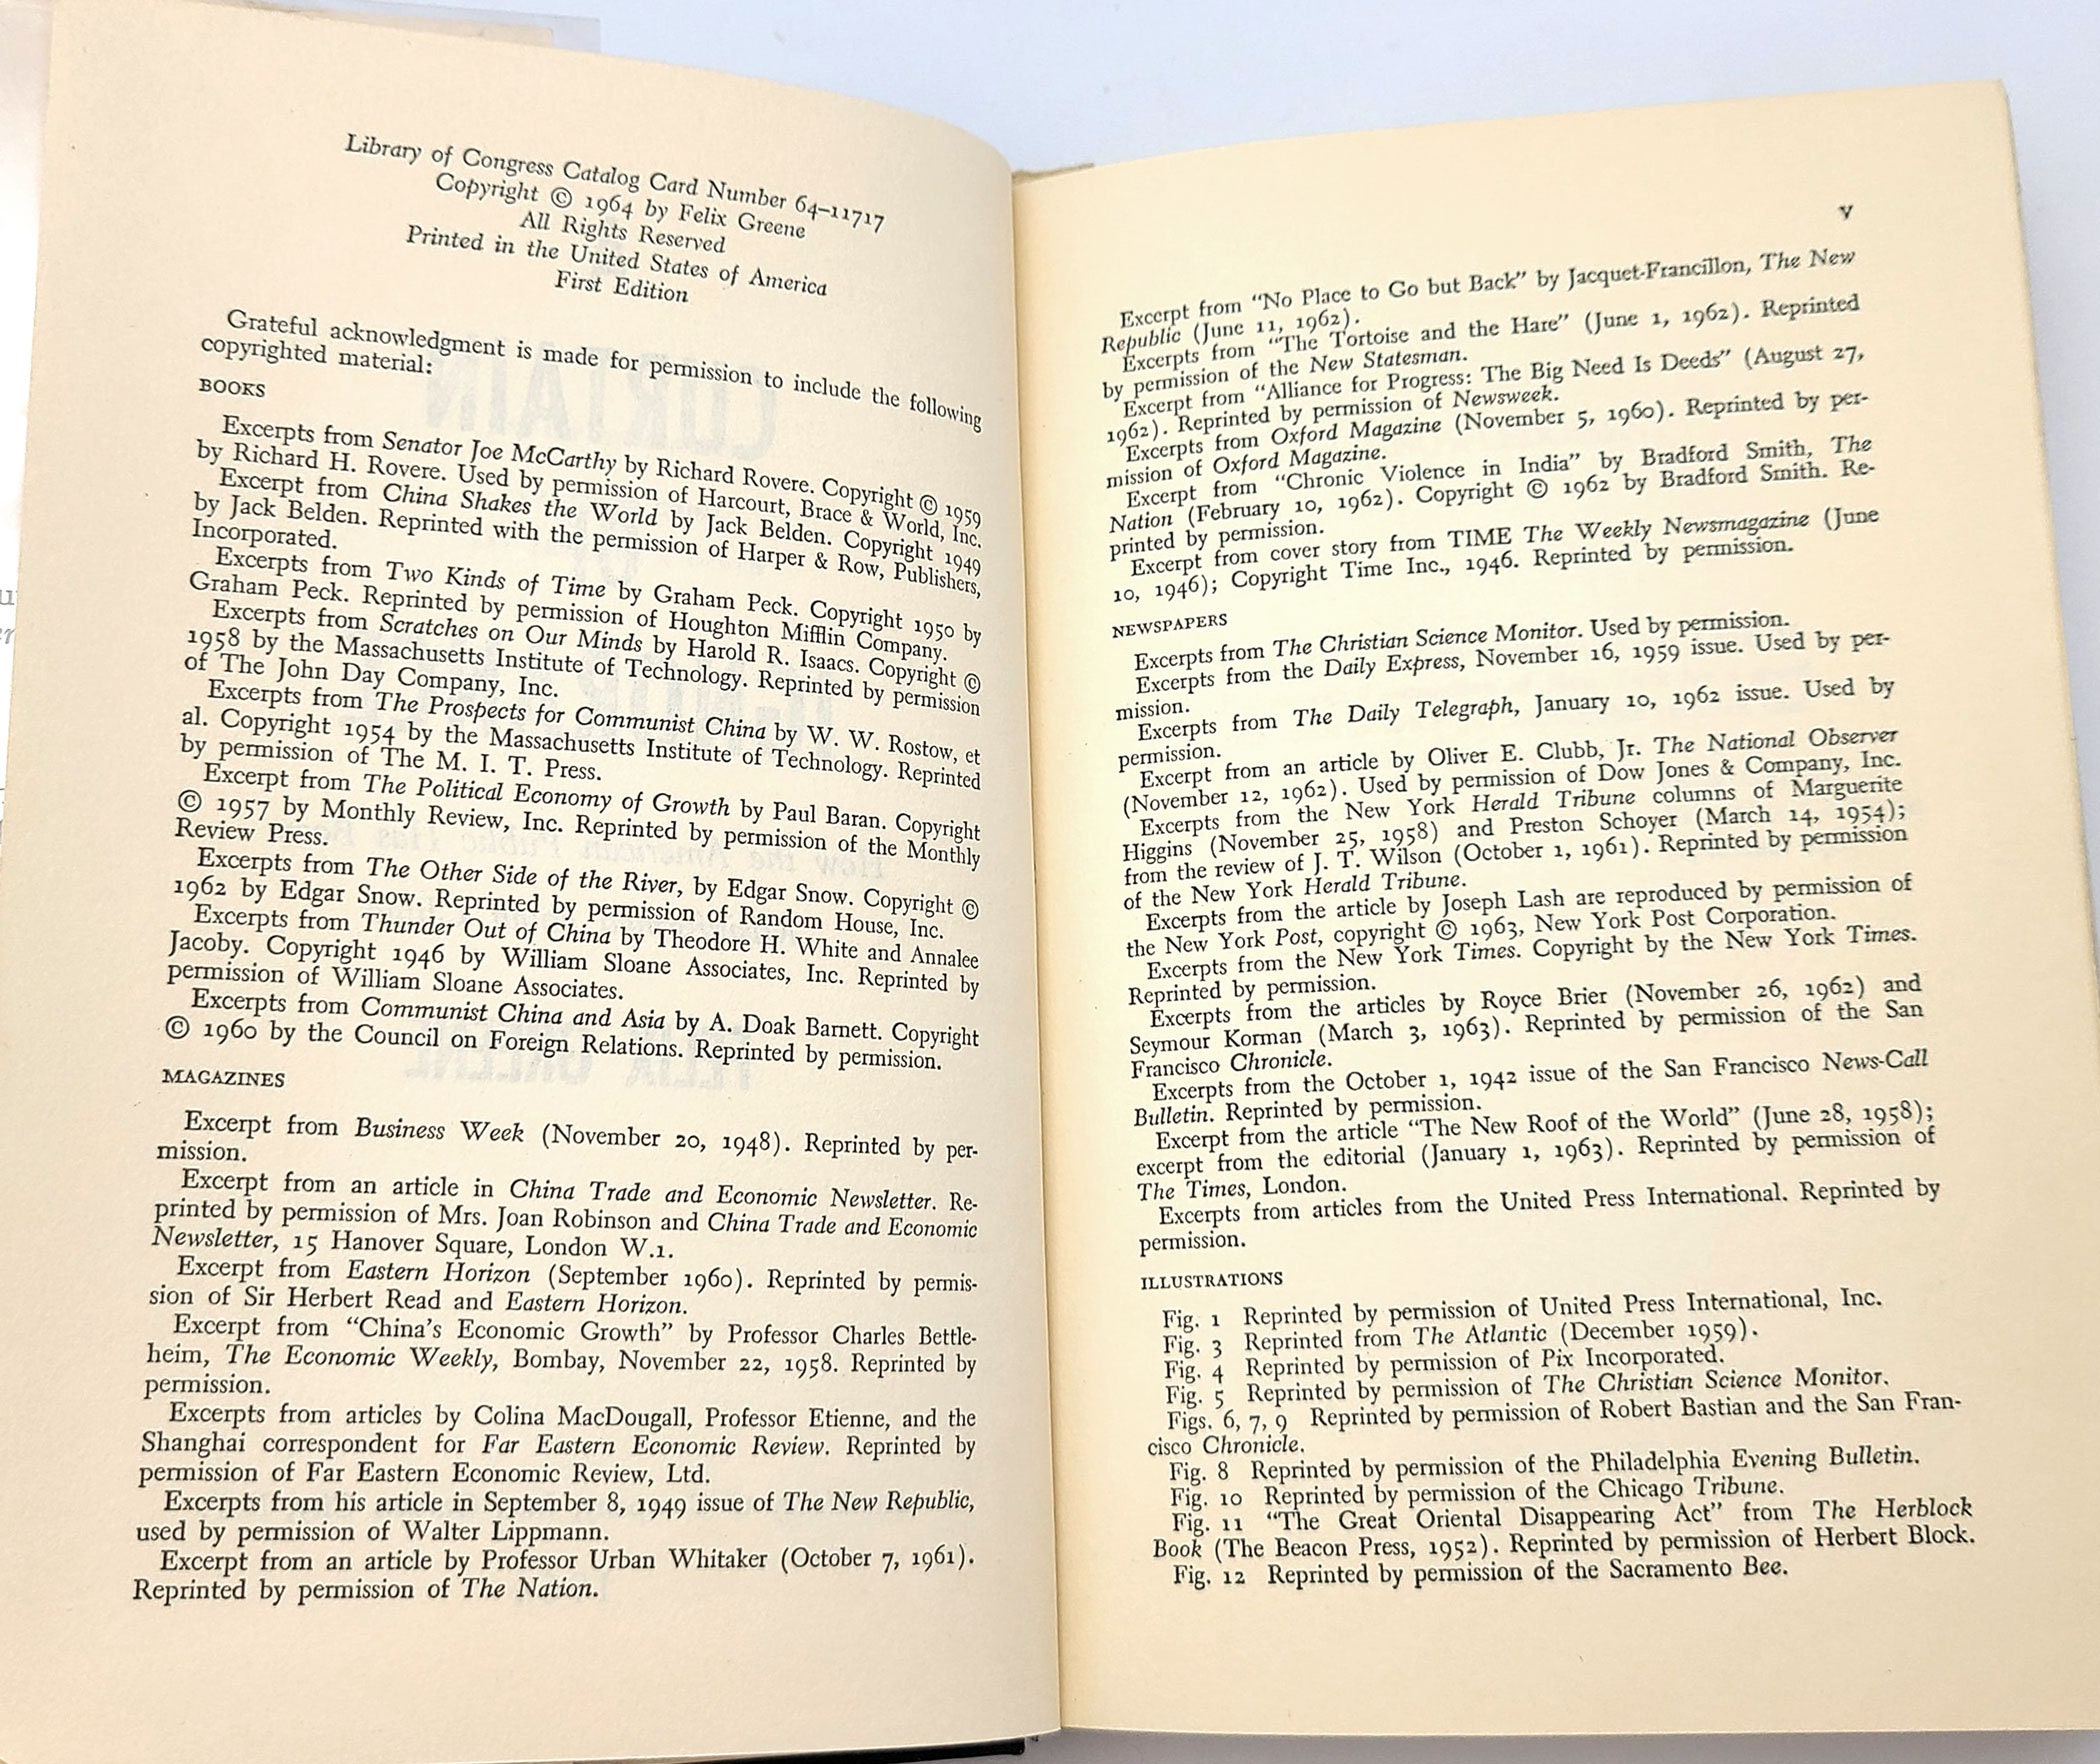 Library of Congress Catalog Card Number 64–11717
Copyright © 1964 by Felix Greene
All Rights Reserved
Printed in the United States of America
First Edition
Grateful acknowledgment is made for permission to include the following
copyrighted material:
BOOKS
Excerpts from Senator Joe McCarthy by Richard Rovere. Copyright © 1959
by Richard H. Rovere. Used by permission of Harcourt, Brace & World, Inc.
Excerpt from China Shakes the World by Jack Belden. Copyright 1949
by Jack Belden. Reprinted with the permission of Harper & Row, Publishers,
Incorporated.
Excerpts from Two Kinds of Time by Graham Peck. Copyright 1950 by
Graham Peck. Reprinted by permission of Houghton Mifflin Company.
Excerpts from Scratches on Our Minds by Harold R. Isaacs. Copyright ©
1958 by the Massachusetts Institute of Technology. Reprinted by permission
of The John Day Company, Inc.
Excerpts from The Prospects for Communist China by W. W. Rostow, et
al. Copyright 1954 by the Massachusetts Institute of Technology. Reprinted
by permission of The M. I. T. Press.
Excerpt from The Political Economy of Growth by Paul Baran. Copyright
© 1957 by Monthly Review, Inc. Reprinted by permission of the Monthly
Review Press.
Excerpts from The Other Side of the River, by Edgar Snow. Copyright ©
1962 by Edgar Snow. Reprinted by permission of Random House, Inc.
Excerpts from Thunder Out of China by Theodore H. White and Annalee
Jacoby. Copyright 1946 by William Sloane Associates, Inc. Reprinted by
permission of William Sloane Associates.
Excerpts from Communist China and Asia by A. Doak Barnett. Copyright
© 1960 by the Council on Foreign Relations. Reprinted by permission.
MAGAZINES
Excerpt from Business Week (November 20, 1948). Reprinted by per-
mission.
Excerpt from an article in China Trade and Economic Newsletter. Re-
printed by permission of Mrs. Joan Robinson and China Trade and Economic
Newsletter, 15 Hanover Square, London W.1.
Excerpt from Eastern Horizon (September 1960). Reprinted by permis-
sion of Sir Herbert Read and Eastern Horizon.
Excerpt from “China’s Economic Growth” by Professor Charles Bettle-
heim, The Economic Weekly, Bombay, November 22, 1958. Reprinted by
permission.
Excerpts from articles by Colina MacDougall, Professor Etienne, and the
Shanghai correspondent for Far Eastern Economic Review. Reprinted by
permission of Far Eastern Economic Review, Ltd.
Excerpts from his article in September 8, 1949 issue of The New Republic,
used by permission of Walter Lippmann.
Excerpt from an article by Professor Urban Whitaker (October 7, 1961).
Reprinted by permission of The Nation.
v
Excerpt from “No Place to Go but Back” by Jacquet-Francillon, The New
Republic (June 11, 1962).
Excerpts from “The Tortoise and the Hare” (June 1, 1962). Reprinted
by permission of the New Statesman.
Excerpt from “Alliance for Progress: The Big Need Is Deeds” (August 27,
1962). Reprinted by permission of Newsweek.
Excerpts from Oxford Magazine (November 5, 1960). Reprinted by per-
mission of Oxford Magazine.
Excerpt from “Chronic Violence in India” by Bradford Smith, The
Nation (February 10, 1962). Copyright © 1962 by Bradford Smith. Re-
printed by permission.
Excerpt from cover story from TIME The Weekly Newsmagazine (June
10, 1946); Copyright Time Inc., 1946. Reprinted by permission.
NEWSPAPERS
Excerpts from The Christian Science Monitor. Used by permission.
Excerpts from the Daily Express, November 16, 1959 issue. Used by per-
mission.
Excerpts from The Daily Telegraph, January 10, 1962 issue. Used by
permission.
Excerpt from an article by Oliver E. Clubb, Jr. The National Observer
(November 12, 1962). Used by permission of Dow Jones & Company, Inc.
Excerpts from the New York Herald Tribune columns of Marguerite
Higgins (November 25, 1958) and Preston Schoyer (March 14, 1954);
from the review of J. T. Wilson (October 1, 1961). Reprinted by permission
of the New York Herald Tribune.
Excerpts from the article by Joseph Lash are reproduced by permission of
the New York Post, copyright © 1963, New York Post Corporation.
Excerpts from the New York Times. Copyright by the New York Times.
Reprinted by permission.
Excerpts from the articles by Royce Brier (November 26, 1962) and
Seymour Korman (March 3, 1963). Reprinted by permission of the San
Francisco Chronicle.
Excerpts from the October 1, 1942 issue of the San Francisco News-Call
Bulletin. Reprinted by permission.
Excerpt from the article “The New Roof of the World” (June 28, 1958);
excerpt from the editorial (January 1, 1963). Reprinted by permission of
The Times, London.
Excerpts from articles from the United Press International. Reprinted by
permission.
ILLUSTRATIONS
Fig. 1 Reprinted by permission of United Press International, Inc.
Fig. 3 Reprinted from The Atlantic (December 1959).
Fig. 4 Reprinted by permission of Pix Incorporated.
Fig. 5 Reprinted by permission of The Christian Science Monitor.
Figs. 6, 7, 9 Reprinted by permission of Robert Bastian and the San Fran-
cisco Chronicle.
Fig. 8 Reprinted by permission of the Philadelphia Evening Bulletin.
Fig. 10 Reprinted by permission of the Chicago Tribune.
Fig. 11 “The Great Oriental Disappearing Act” from The Herblock
Book (The Beacon Press, 1952). Reprinted by permission of Herbert Block.
Fig. 12 Reprinted by permission of the Sacramento Bee.